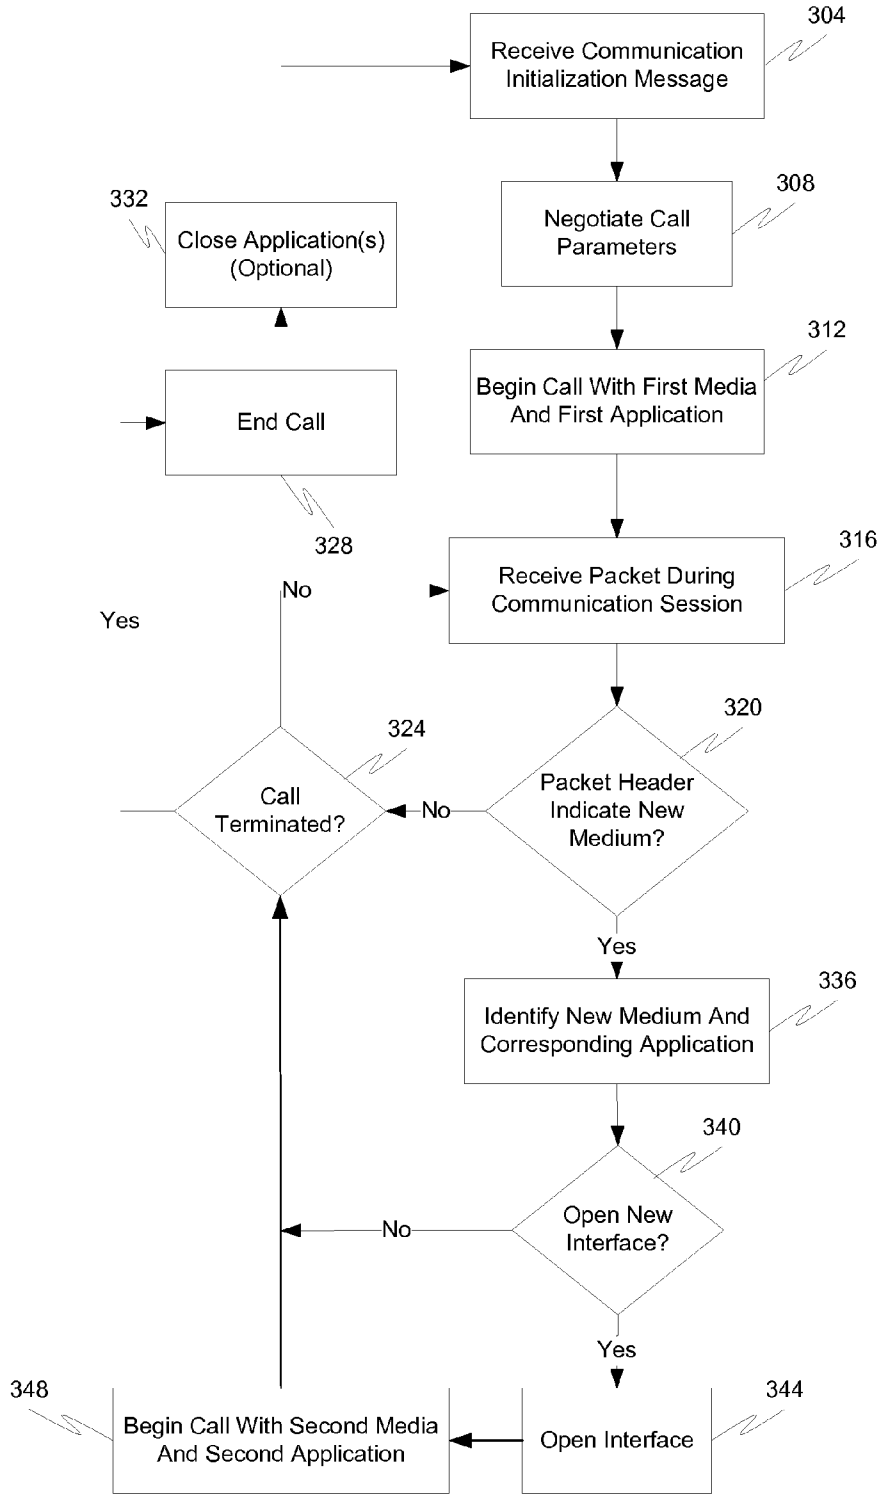 304
Receive Communication
Initialization Message
308
Negotiate Call
Parameters
332
Close Application(s)
(Optional)
312
Begin Call With First Media
And First Application
End Call
328
316
Receive Packet During
Communication Session
No
Yes
320
Packet Header
Indicate New
Medium?
324
Call
Terminated?
No
Yes
336
Identify New Medium And
Corresponding Application
340
Open New
Interface?
No
Yes
344
Open Interface
348
Begin Call With Second Media
And Second Application